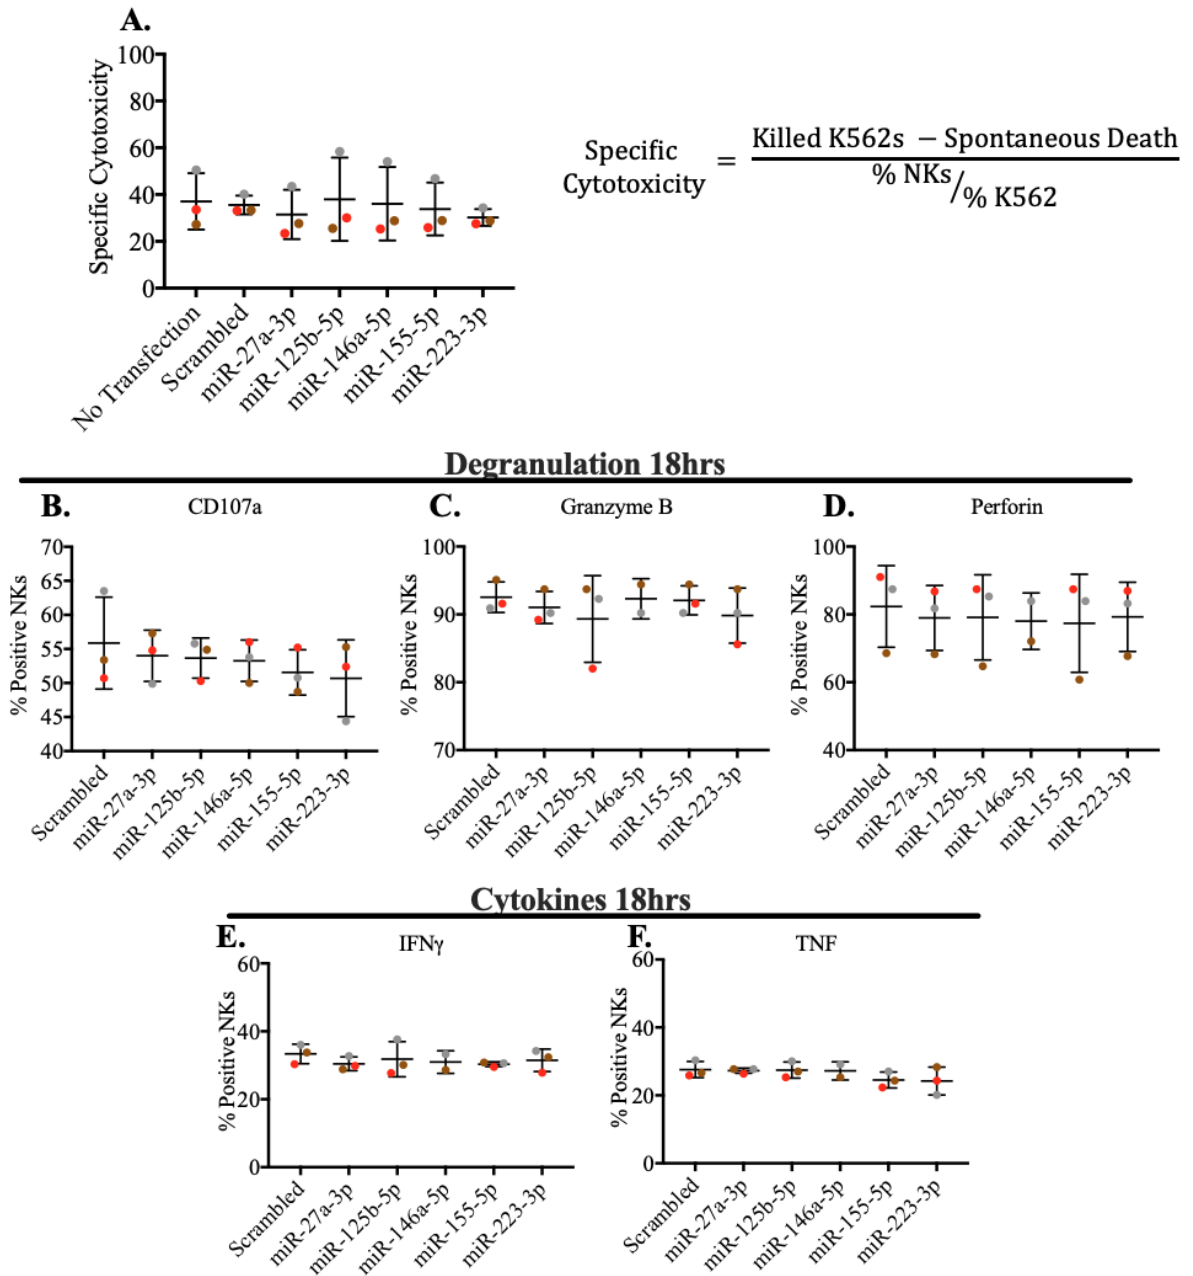 A.
Specific Cytotoxicity
100
80
60
40
20
0
No Transfection
Scrambled
miR-27a-3p
miR-125b-5p
miR-146a-5p
miR-155-5p
miR-223-3p
Specific
Cytotoxicity
=
Killed K562s − Spontaneous Death
% NKs/% K562
Degranulation 18hrs
B.
CD107a
% Positive NKs
70
65
60
55
50
45
40
Scrambled
miR-27a-3p
miR-125b-5p
miR-146a-5p
miR-155-5p
miR-223-3p
C.
Granzyme B
% Positive NKs
100
90
80
70
Scrambled
miR-27a-3p
miR-125b-5p
miR-146a-5p
miR-155-5p
miR-223-3p
D.
Perforin
% Positive NKs
100
80
60
40
Scrambled
miR-27a-3p
miR-125b-5p
miR-146a-5p
miR-155-5p
miR-223-3p
Cytokines 18hrs
E.
IFNγ
% Positive NKs
60
40
20
0
Scrambled
miR-27a-3p
miR-125b-5p
miR-146a-5p
miR-155-5p
miR-223-3p
F.
TNF
% Positive NKs
60
40
20
0
Scrambled
miR-27a-3p
miR-125b-5p
miR-146a-5p
miR-155-5p
miR-223-3p